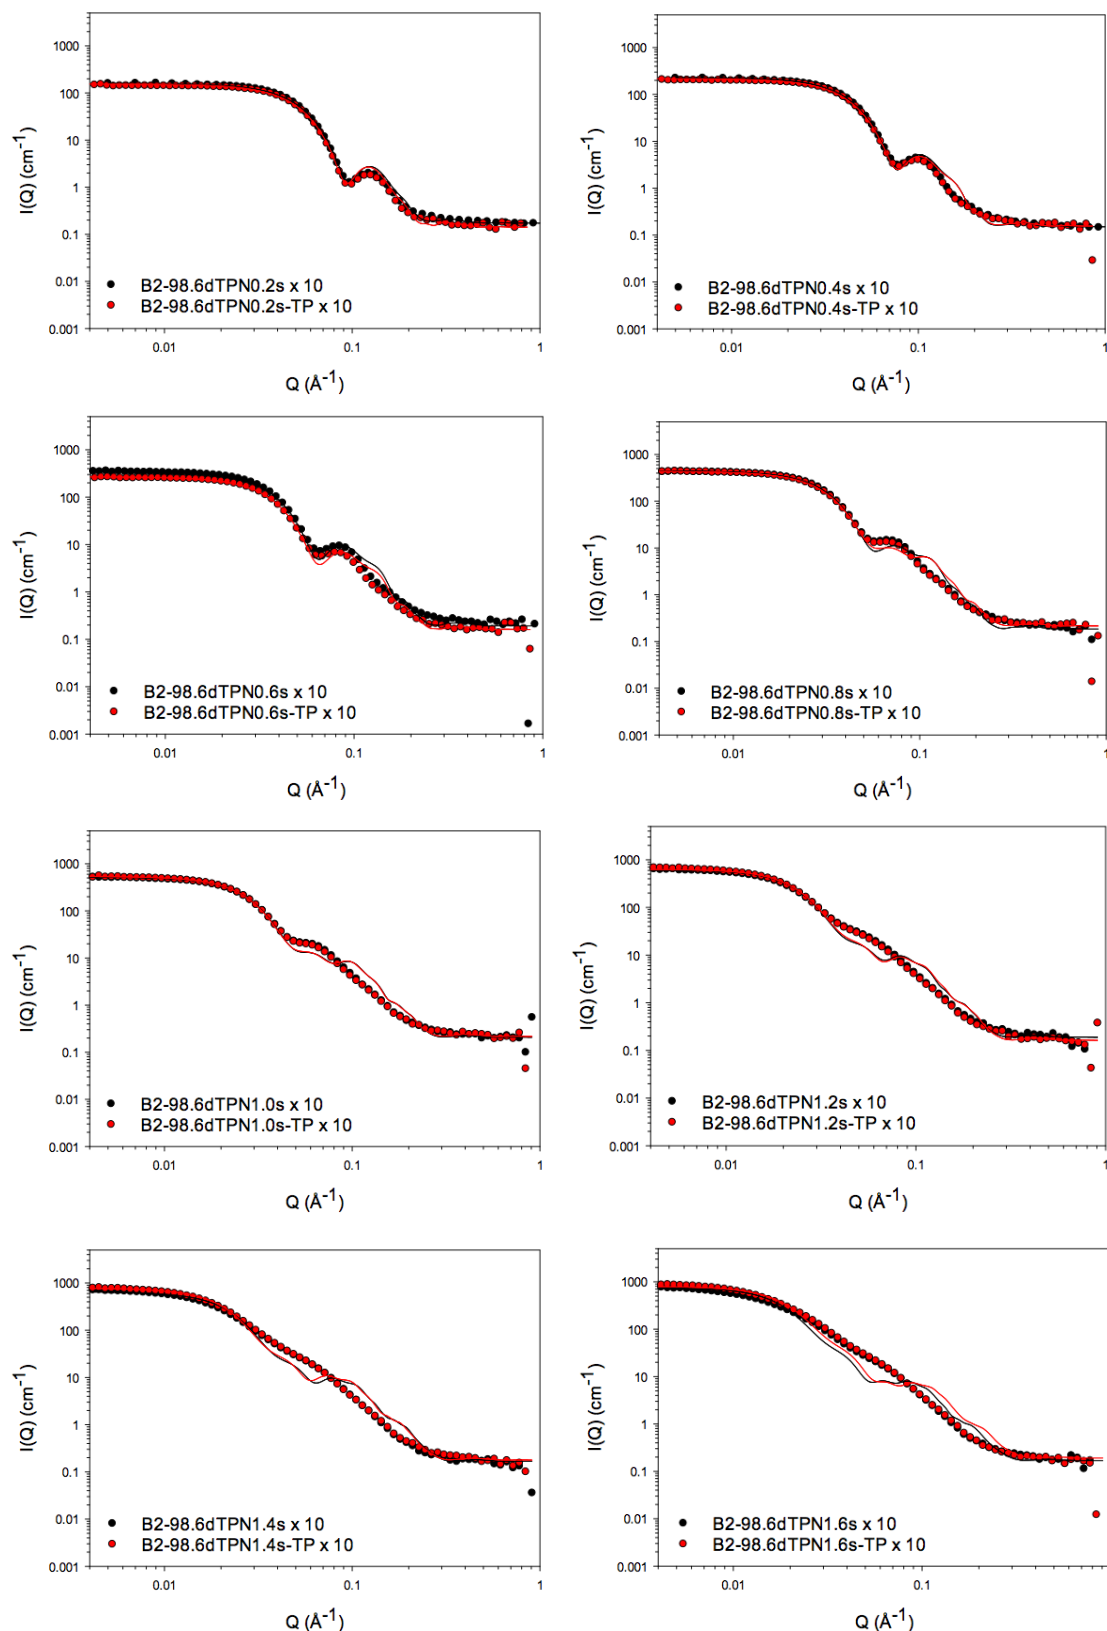 1000
100
10
1
0.1
0.01
0.001
I(Q) (cm⁻¹)
B2-98.6dTPN0.2s x 10
B2-98.6dTPN0.2s-TP x 10
0.01
0.1
1
Q (Å⁻¹)
1000
100
10
1
0.1
0.01
0.001
I(Q) (cm⁻¹)
B2-98.6dTPN0.4s x 10
B2-98.6dTPN0.4s-TP x 10
0.01
0.1
1
Q (Å⁻¹)
1000
100
10
1
0.1
0.01
0.001
I(Q) (cm⁻¹)
B2-98.6dTPN0.6s x 10
B2-98.6dTPN0.6s-TP x 10
0.01
0.1
1
Q (Å⁻¹)
1000
100
10
1
0.1
0.01
0.001
I(Q) (cm⁻¹)
B2-98.6dTPN0.8s x 10
B2-98.6dTPN0.8s-TP x 10
0.01
0.1
1
Q (Å⁻¹)
1000
100
10
1
0.1
0.01
0.001
I(Q) (cm⁻¹)
B2-98.6dTPN1.0s x 10
B2-98.6dTPN1.0s-TP x 10
0.01
0.1
1
Q (Å⁻¹)
1000
100
10
1
0.1
0.01
0.001
I(Q) (cm⁻¹)
B2-98.6dTPN1.2s x 10
B2-98.6dTPN1.2s-TP x 10
0.01
0.1
1
Q (Å⁻¹)
1000
100
10
1
0.1
0.01
0.001
I(Q) (cm⁻¹)
B2-98.6dTPN1.4s x 10
B2-98.6dTPN1.4s-TP x 10
0.01
0.1
1
Q (Å⁻¹)
1000
100
10
1
0.1
0.01
0.001
I(Q) (cm⁻¹)
B2-98.6dTPN1.6s x 10
B2-98.6dTPN1.6s-TP x 10
0.01
0.1
1
Q (Å⁻¹)